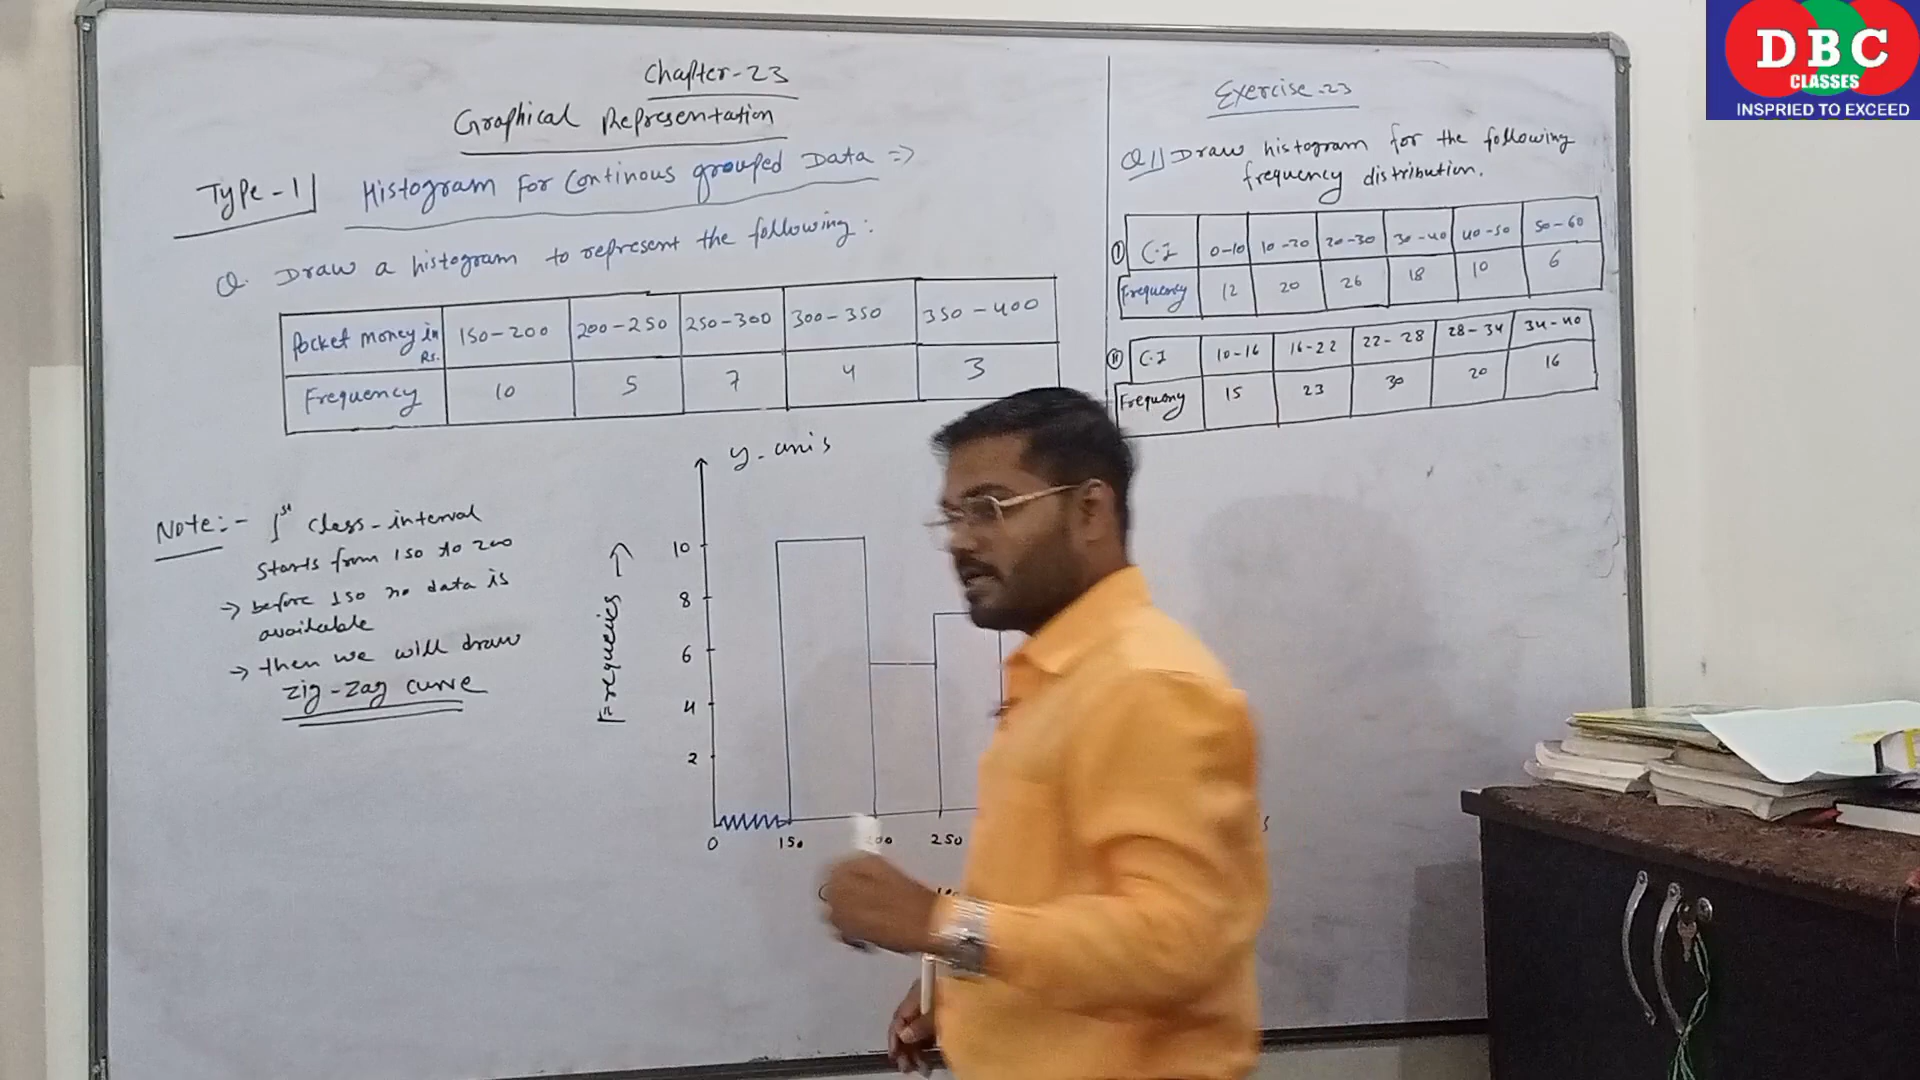 Chapter-23
Graphical Representation
Type-1 Histogram For Continous grouped Data =>
Q. Draw a histogram to represent the following:
Pocket money in Rs. 150-200 200-250 250-300 300-350 350-400
Frequency 10 5 7 4 3
Note:- 1st class-interval
starts from 150 to 200
-> before 150 no data is
available
-> then we will draw
zig-zag curve
y-axis
Frequencies ->
10
8
6
4
2
0 150 200 250
Exercise-23
Q1) Draw histogram for the following
frequency distribution.
(i) C.I 0-10 10-20 20-30 30-40 40-50 50-60
Frequency 12 20 26 18 10 6
(ii) C.I 10-16 16-22 22-28 28-34 34-40
Frequony 15 23 30 20 16
DBC
CLASSES
INSPRIED TO EXCEED